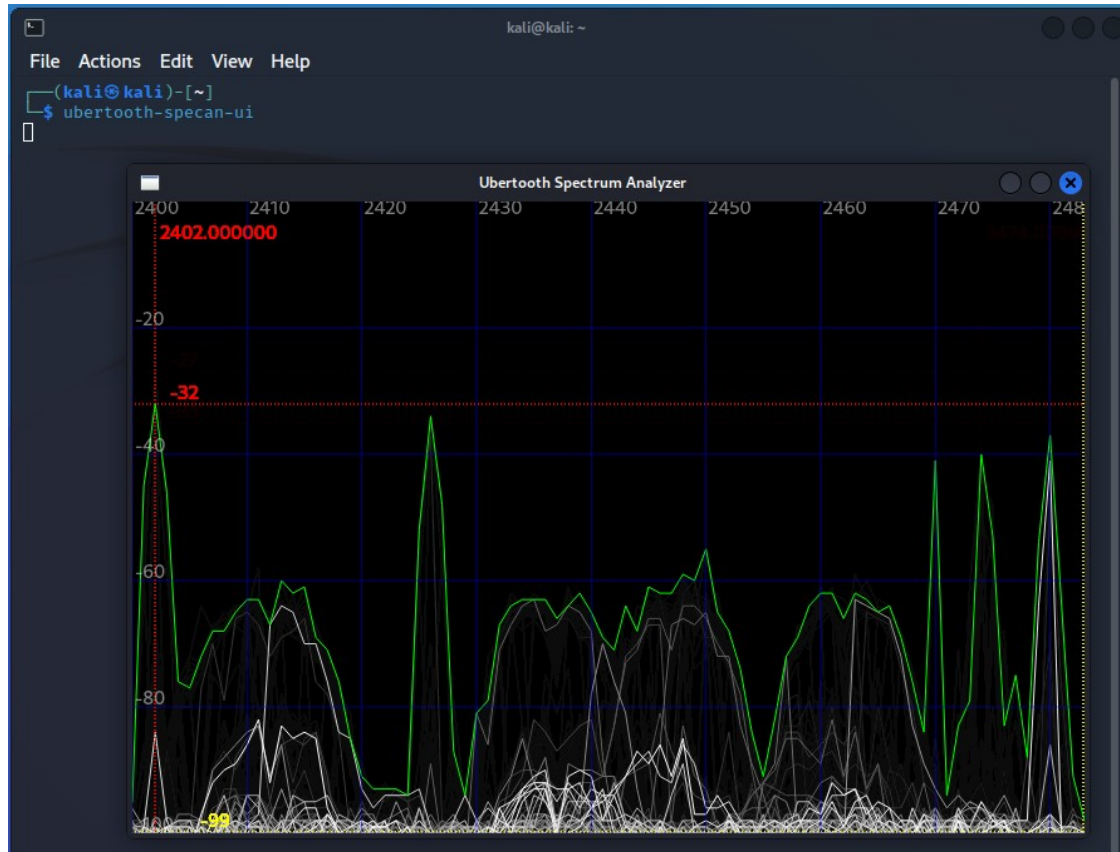 kali@kali: ~
File Actions Edit View Help
┌──(kali㉿kali)-[~]
└─$ ubertooth-specan-ui
Ubertooth Spectrum Analyzer
2400 2410 2420 2430 2440 2450 2460 2470 248
2402.000000
-20
-32
-40
-60
-80
-99